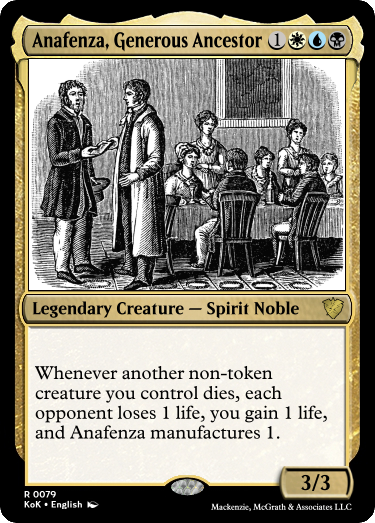 Anafenza, Generous Ancestor 1
Legendary Creature — Spirit Noble
Whenever another non-token
creature you control dies, each
opponent loses 1 life, you gain 1 life,
and Anafenza manufactures 1.
3/3
R 0079
KoK • English
Mackenzie, McGrath & Associates LLC